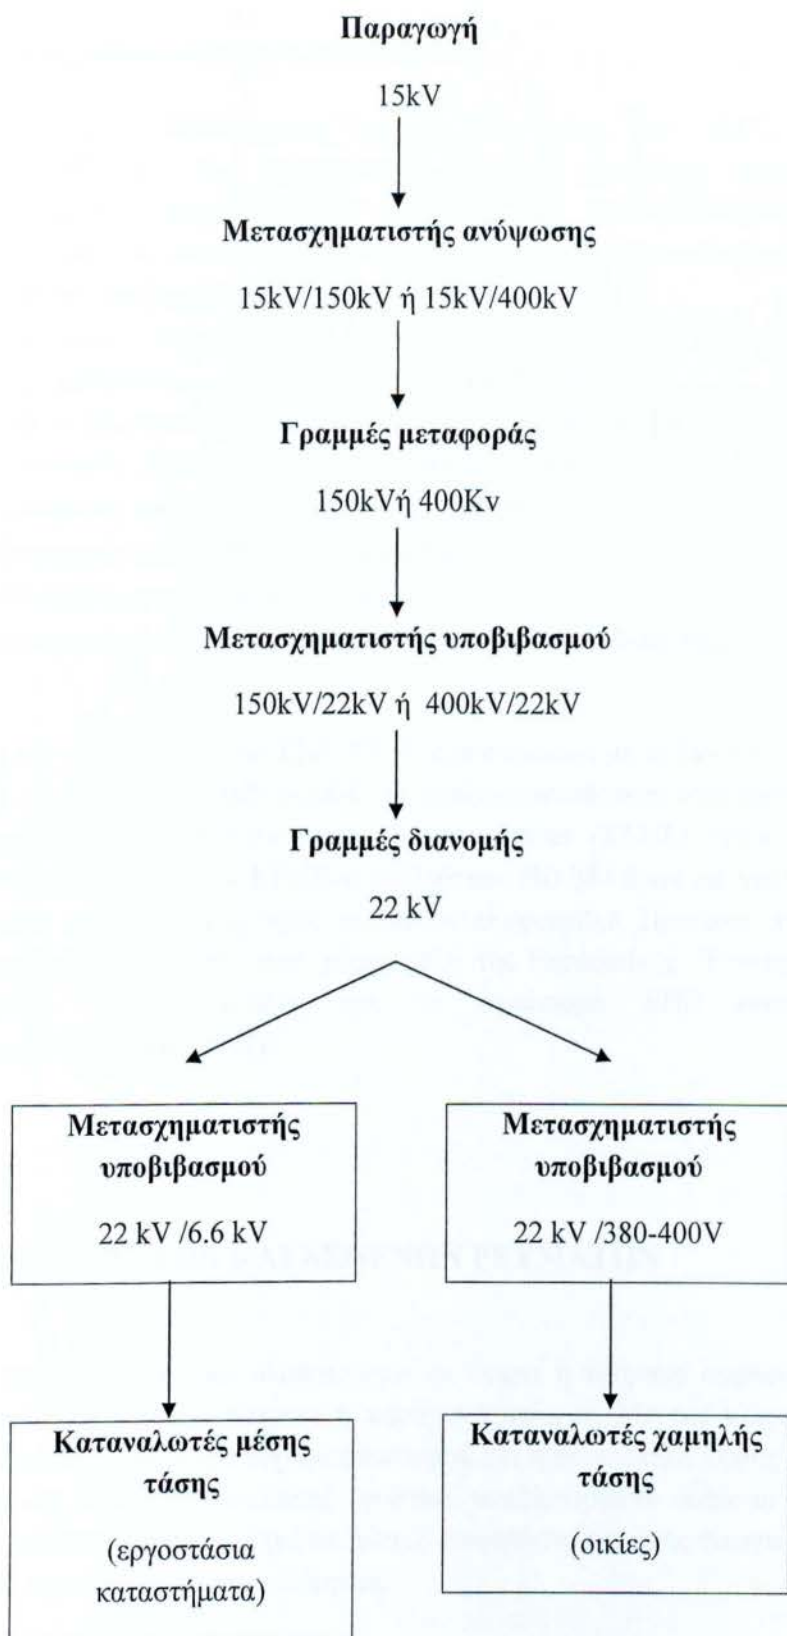 Παραγωγή
15kV
Μετασχηματιστής ανύψωσης
15kV/150kV ή 15kV/400kV
Γραμμές μεταφοράς
150kVή 400Kv
Μετασχηματιστής υποβιβασμού
150kV/22kV ή 400kV/22kV
Γραμμές διανομής
22 kV
Μετασχηματιστής
υποβιβασμού
22 kV /6.6 kV
Μετασχηματιστής
υποβιβασμού
22 kV /380-400V
Καταναλωτές μέσης
τάσης
(εργοστάσια
καταστήματα)
Καταναλωτές χαμηλής
τάσης
(οικίες)